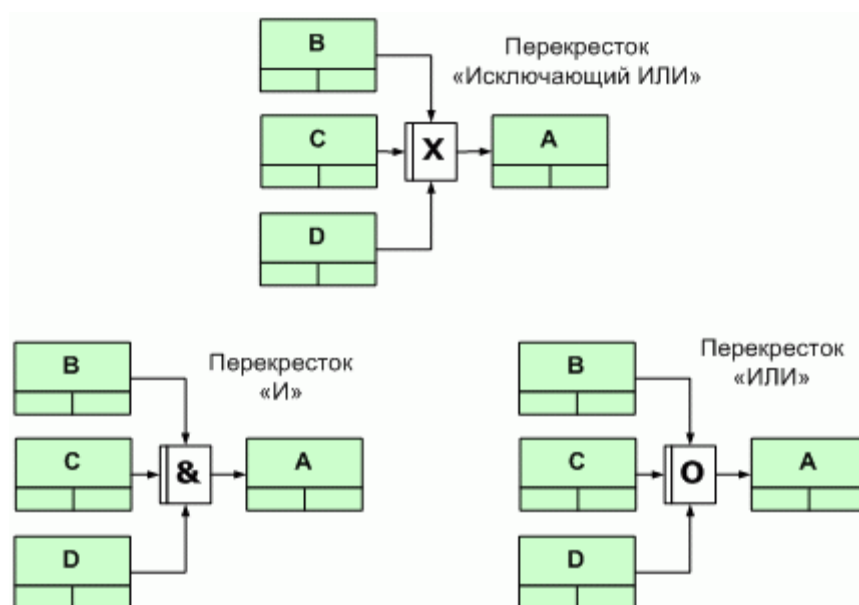 B
Перекресток
«Исключающий ИЛИ»
C
X
A
D
B
Перекресток
«И»
C
&
A
D
Перекресток
«ИЛИ»
B
C
O
A
D